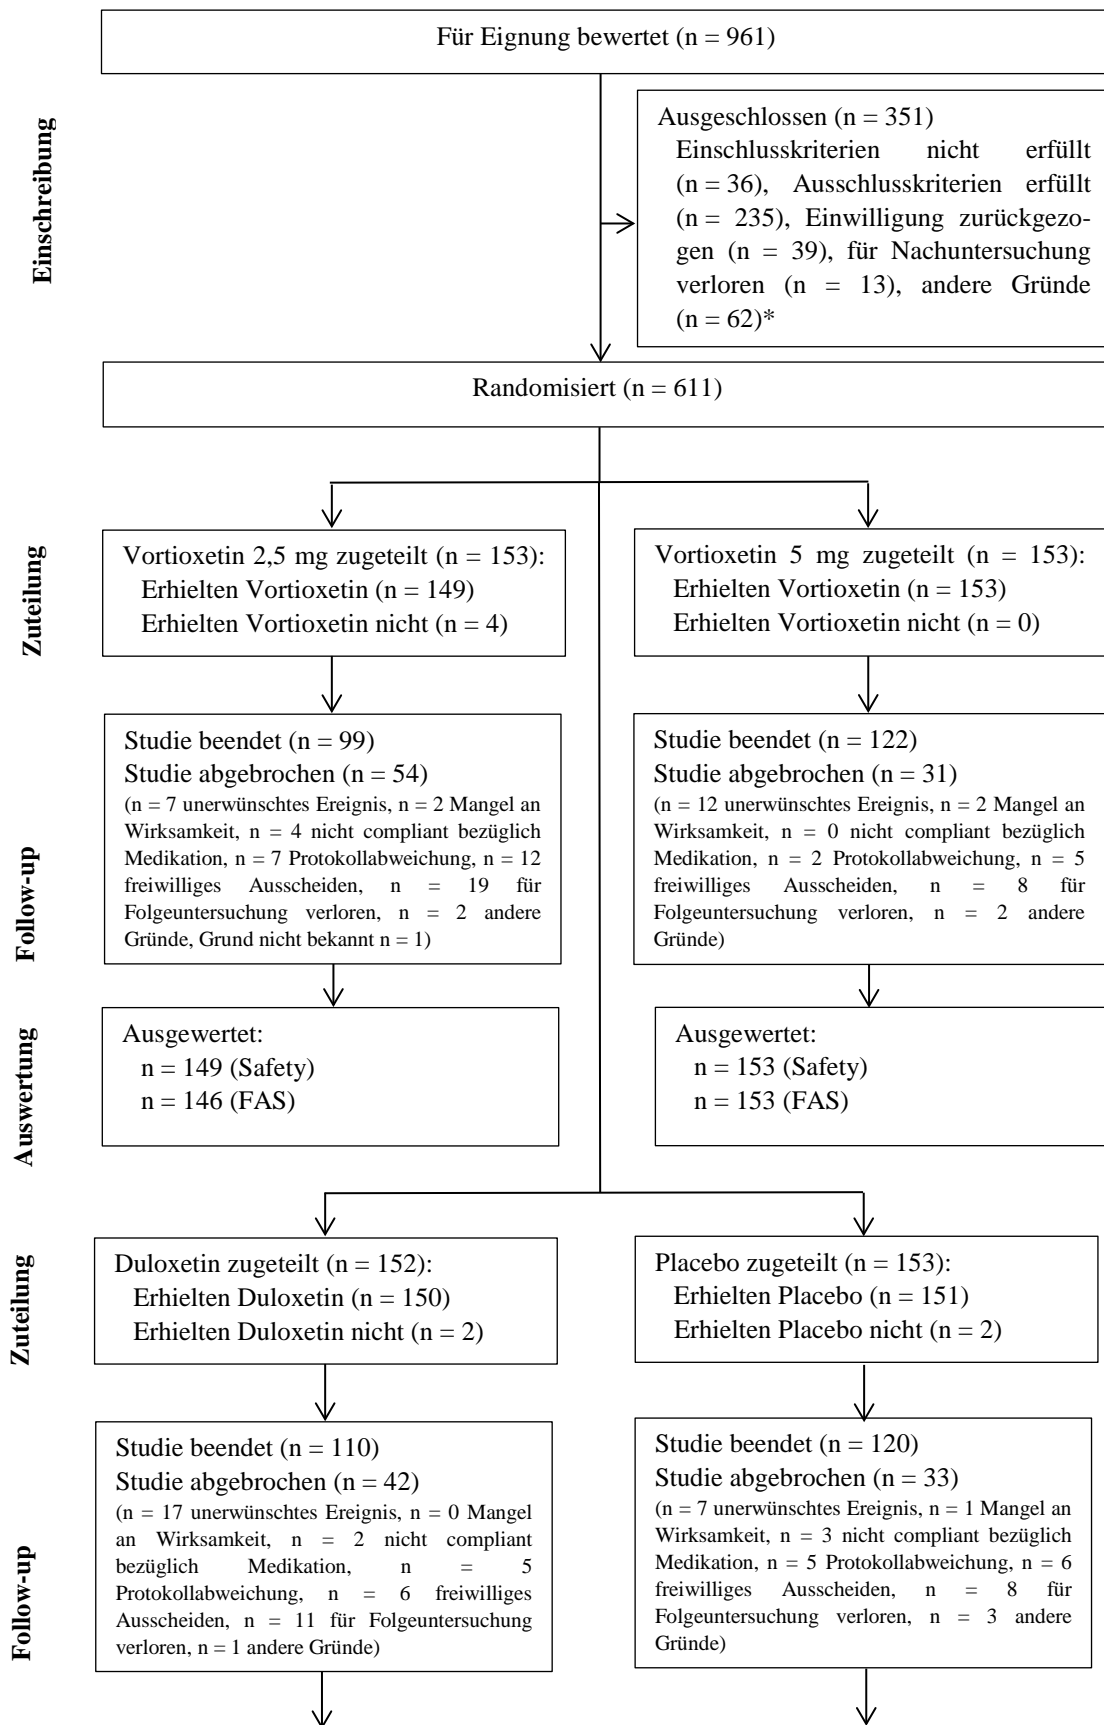 Für Eignung bewertet (n = 961)
Einschreibung
Ausgeschlossen (n = 351)
Einschlusskriterien nicht erfüllt
(n = 36), Ausschlusskriterien erfüllt
(n = 235), Einwilligung zurückgezo-
gen (n = 39), für Nachuntersuchung
verloren (n = 13), andere Gründe
(n = 62)*
Randomisiert (n = 611)
Zuteilung
Vortioxetin 2,5 mg zugeteilt (n = 153):
Erhielten Vortioxetin (n = 149)
Erhielten Vortioxetin nicht (n = 4)
Vortioxetin 5 mg zugeteilt (n = 153):
Erhielten Vortioxetin (n = 153)
Erhielten Vortioxetin nicht (n = 0)
Follow-up
Studie beendet (n = 99)
Studie abgebrochen (n = 54)
(n = 7 unerwünschtes Ereignis, n = 2 Mangel an
Wirksamkeit, n = 4 nicht compliant bezüglich
Medikation, n = 7 Protokollabweichung, n = 12
freiwilliges Ausscheiden, n = 19 für
Folgeuntersuchung verloren, n = 2 andere
Gründe, Grund nicht bekannt n = 1)
Studie beendet (n = 122)
Studie abgebrochen (n = 31)
(n = 12 unerwünschtes Ereignis, n = 2 Mangel an
Wirksamkeit, n = 0 nicht compliant bezüglich
Medikation, n = 2 Protokollabweichung, n = 5
freiwilliges Ausscheiden, n = 8 für
Folgeuntersuchung verloren, n = 2 andere
Gründe)
Auswertung
Ausgewertet:
n = 149 (Safety)
n = 146 (FAS)
Ausgewertet:
n = 153 (Safety)
n = 153 (FAS)
Zuteilung
Duloxetin zugeteilt (n = 152):
Erhielten Duloxetin (n = 150)
Erhielten Duloxetin nicht (n = 2)
Placebo zugeteilt (n = 153):
Erhielten Placebo (n = 151)
Erhielten Placebo nicht (n = 2)
Follow-up
Studie beendet (n = 110)
Studie abgebrochen (n = 42)
(n = 17 unerwünschtes Ereignis, n = 0 Mangel
an Wirksamkeit, n = 2 nicht compliant
bezüglich Medikation, n = 5
Protokollabweichung, n = 6 freiwilliges
Ausscheiden, n = 11 für Folgeuntersuchung
verloren, n = 1 andere Gründe)
Studie beendet (n = 120)
Studie abgebrochen (n = 33)
(n = 7 unerwünschtes Ereignis, n = 1 Mangel an
Wirksamkeit, n = 3 nicht compliant bezüglich
Medikation, n = 5 Protokollabweichung, n = 6
freiwilliges Ausscheiden, n = 8 für
Folgeuntersuchung verloren, n = 3 andere
Gründe)